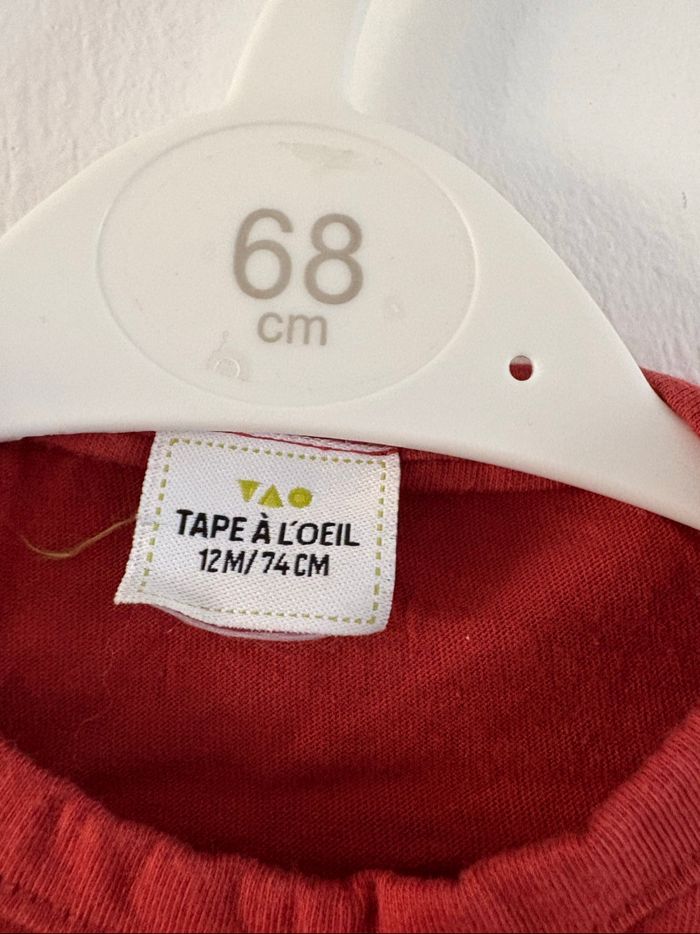 68
cm
TAPE À L'OEIL
12M/74CM